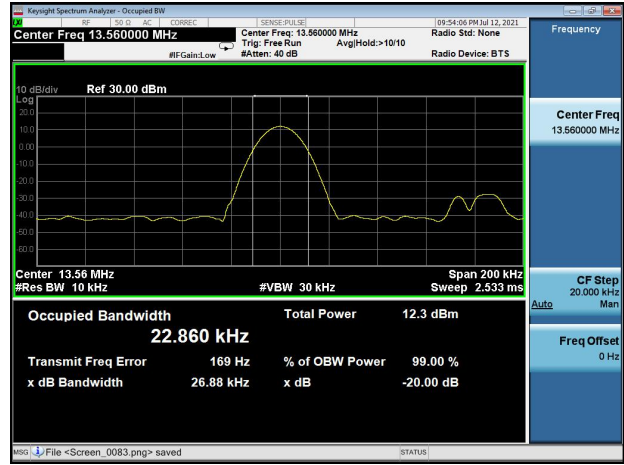 Keysight Spectrum Analyzer - Occupied BW
RF 50 Ω AC CORREC SENSE:PULSE 09:54:06 PM Jul 12, 2021
Center Freq 13.560000 MHz Center Freq: 13.560000 MHz Radio Std: None
Trig: Free Run Avg|Hold:>10/10
#IFGain:Low #Atten: 40 dB Radio Device: BTS
Frequency
10 dB/div Ref 30.00 dBm
Log
20.0
10.0
0.00
-10.0
-20.0
-30.0
-40.0
-50.0
-60.0
Center 13.56 MHz Span 200 kHz
#Res BW 10 kHz #VBW 30 kHz Sweep 2.533 ms
Occupied Bandwidth Total Power 12.3 dBm
22.860 kHz
Transmit Freq Error 169 Hz % of OBW Power 99.00 %
x dB Bandwidth 26.88 kHz x dB -20.00 dB
Center Freq
13.560000 MHz
CF Step
20.000 kHz
Auto Man
Freq Offset
0 Hz
MSG File <Screen_0083.png> saved STATUS